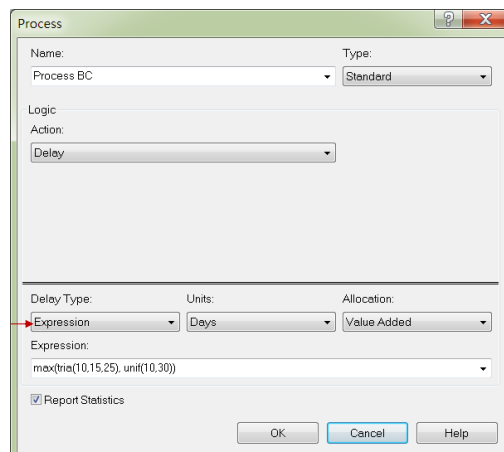 Process
Name: Type:
Process BC Standard
Logic
Action:
Delay
Delay Type: Units: Allocation:
Expression Days Value Added
Expression:
max(tria(10,15,25), unif(10,30))
Report Statistics
OK Cancel Help